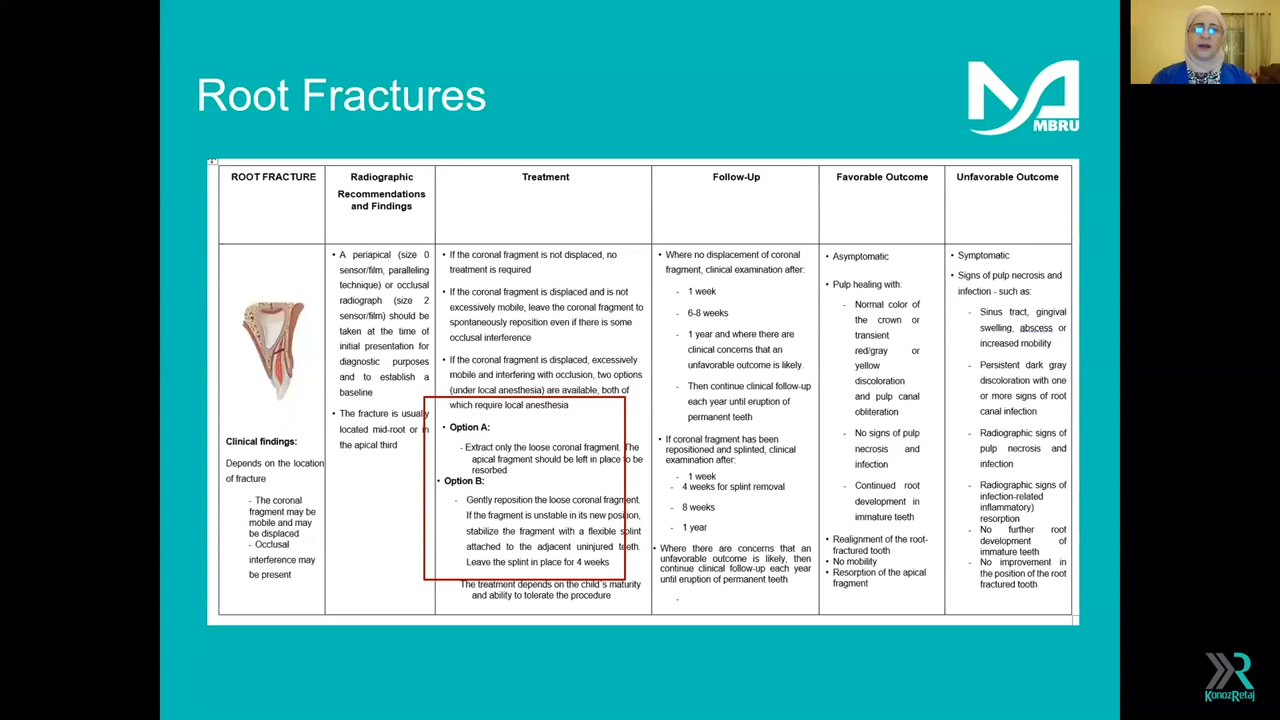 Root Fractures
MBRU
ROOT FRACTURE
Radiographic
Recommendations
and Findings
Treatment
Follow-Up
Favorable Outcome
Unfavorable Outcome
Clinical findings:
Depends on the location
of fracture
- The coronal
fragment may be
mobile and may
be displaced
- Occlusal
interference may
be present
• A periapical (size 0
sensor/film, paralleling
technique) or occlusal
radiograph (size 2
sensor/film) should be
taken at the time of
initial presentation for
diagnostic purposes
and to establish a
baseline
• The fracture is usually
located mid-root or in
the apical third
• If the coronal fragment is not displaced, no
treatment is required
• If the coronal fragment is displaced and is not
excessively mobile, leave the coronal fragment to
spontaneously reposition even if there is some
occlusal interference
• If the coronal fragment is displaced, excessively
mobile and interfering with occlusion, two options
(under local anesthesia) are available, both of
which require local anesthesia
• Option A:
- Extract only the loose coronal fragment. The
apical fragment should be left in place to be
resorbed
• Option B:
- Gently reposition the loose coronal fragment.
If the fragment is unstable in its new position,
stabilize the fragment with a flexible splint
attached to the adjacent uninjured teeth.
Leave the splint in place for 4 weeks
The treatment depends on the child's maturity
and ability to tolerate the procedure
• Where no displacement of coronal
fragment, clinical examination after:
- 1 week
- 6-8 weeks
- 1 year and where there are
clinical concerns that an
unfavorable outcome is likely.
- Then continue clinical follow-up
each year until eruption of
permanent teeth
• If coronal fragment has been
repositioned and splinted, clinical
examination after:
- 1 week
- 4 weeks for splint removal
- 8 weeks
- 1 year
• Where there are concerns that an
unfavorable outcome is likely, then
continue clinical follow-up each year
until eruption of permanent teeth
-
• Asymptomatic
• Pulp healing with:
- Normal color of
the crown or
transient
red/gray or
yellow
discoloration
and pulp canal
obliteration
- No signs of pulp
necrosis and
infection
- Continued root
development in
immature teeth
• Realignment of the root-
fractured tooth
• No mobility
• Resorption of the apical
fragment
• Symptomatic
• Signs of pulp necrosis and
infection - such as:
- Sinus tract, gingival
swelling, abscess or
increased mobility
- Persistent dark gray
discoloration with one
or more signs of root
canal infection
- Radiographic signs of
pulp necrosis and
infection
- Radiographic signs of
infection-related
inflammatory)
resorption
- No further root
development of
immature teeth
- No improvement in
the position of the root
fractured tooth
KonozRetaj